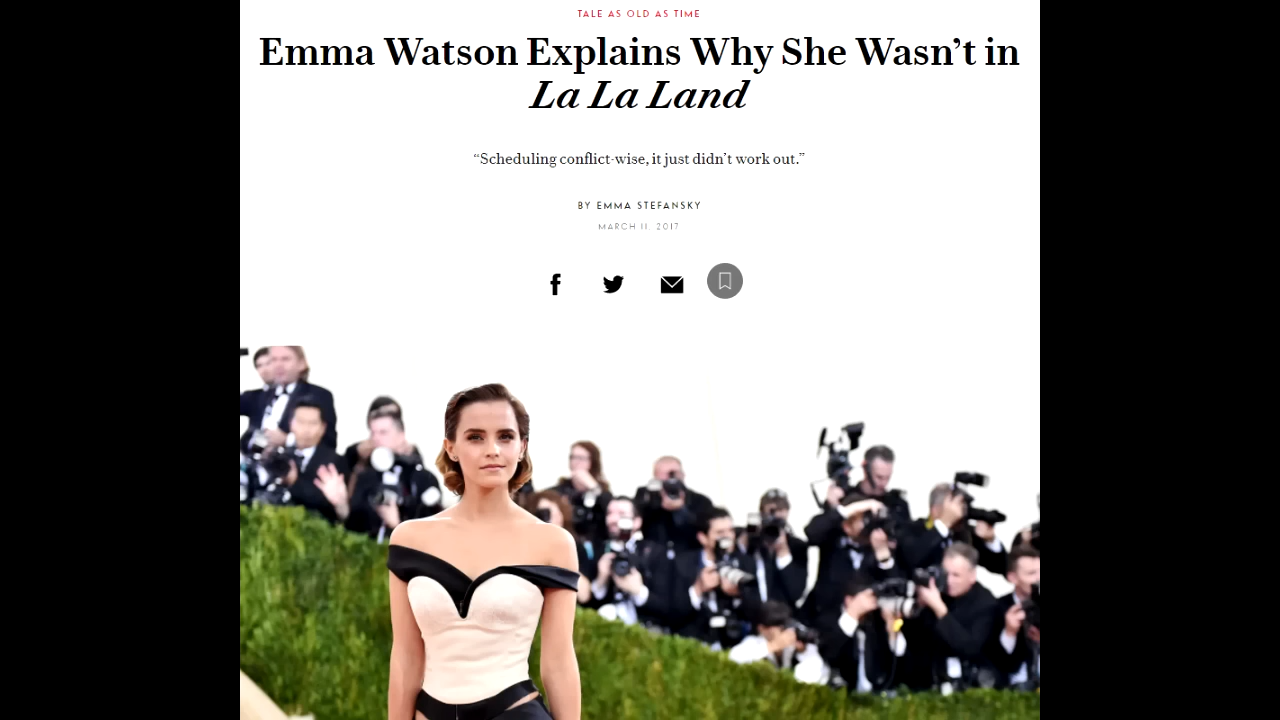 TALE AS OLD AS TIME
Emma Watson Explains Why She Wasn’t in
La La Land
“Scheduling conflict-wise, it just didn’t work out.”
BY EMMA STEFANSKY
MARCH 11, 2017